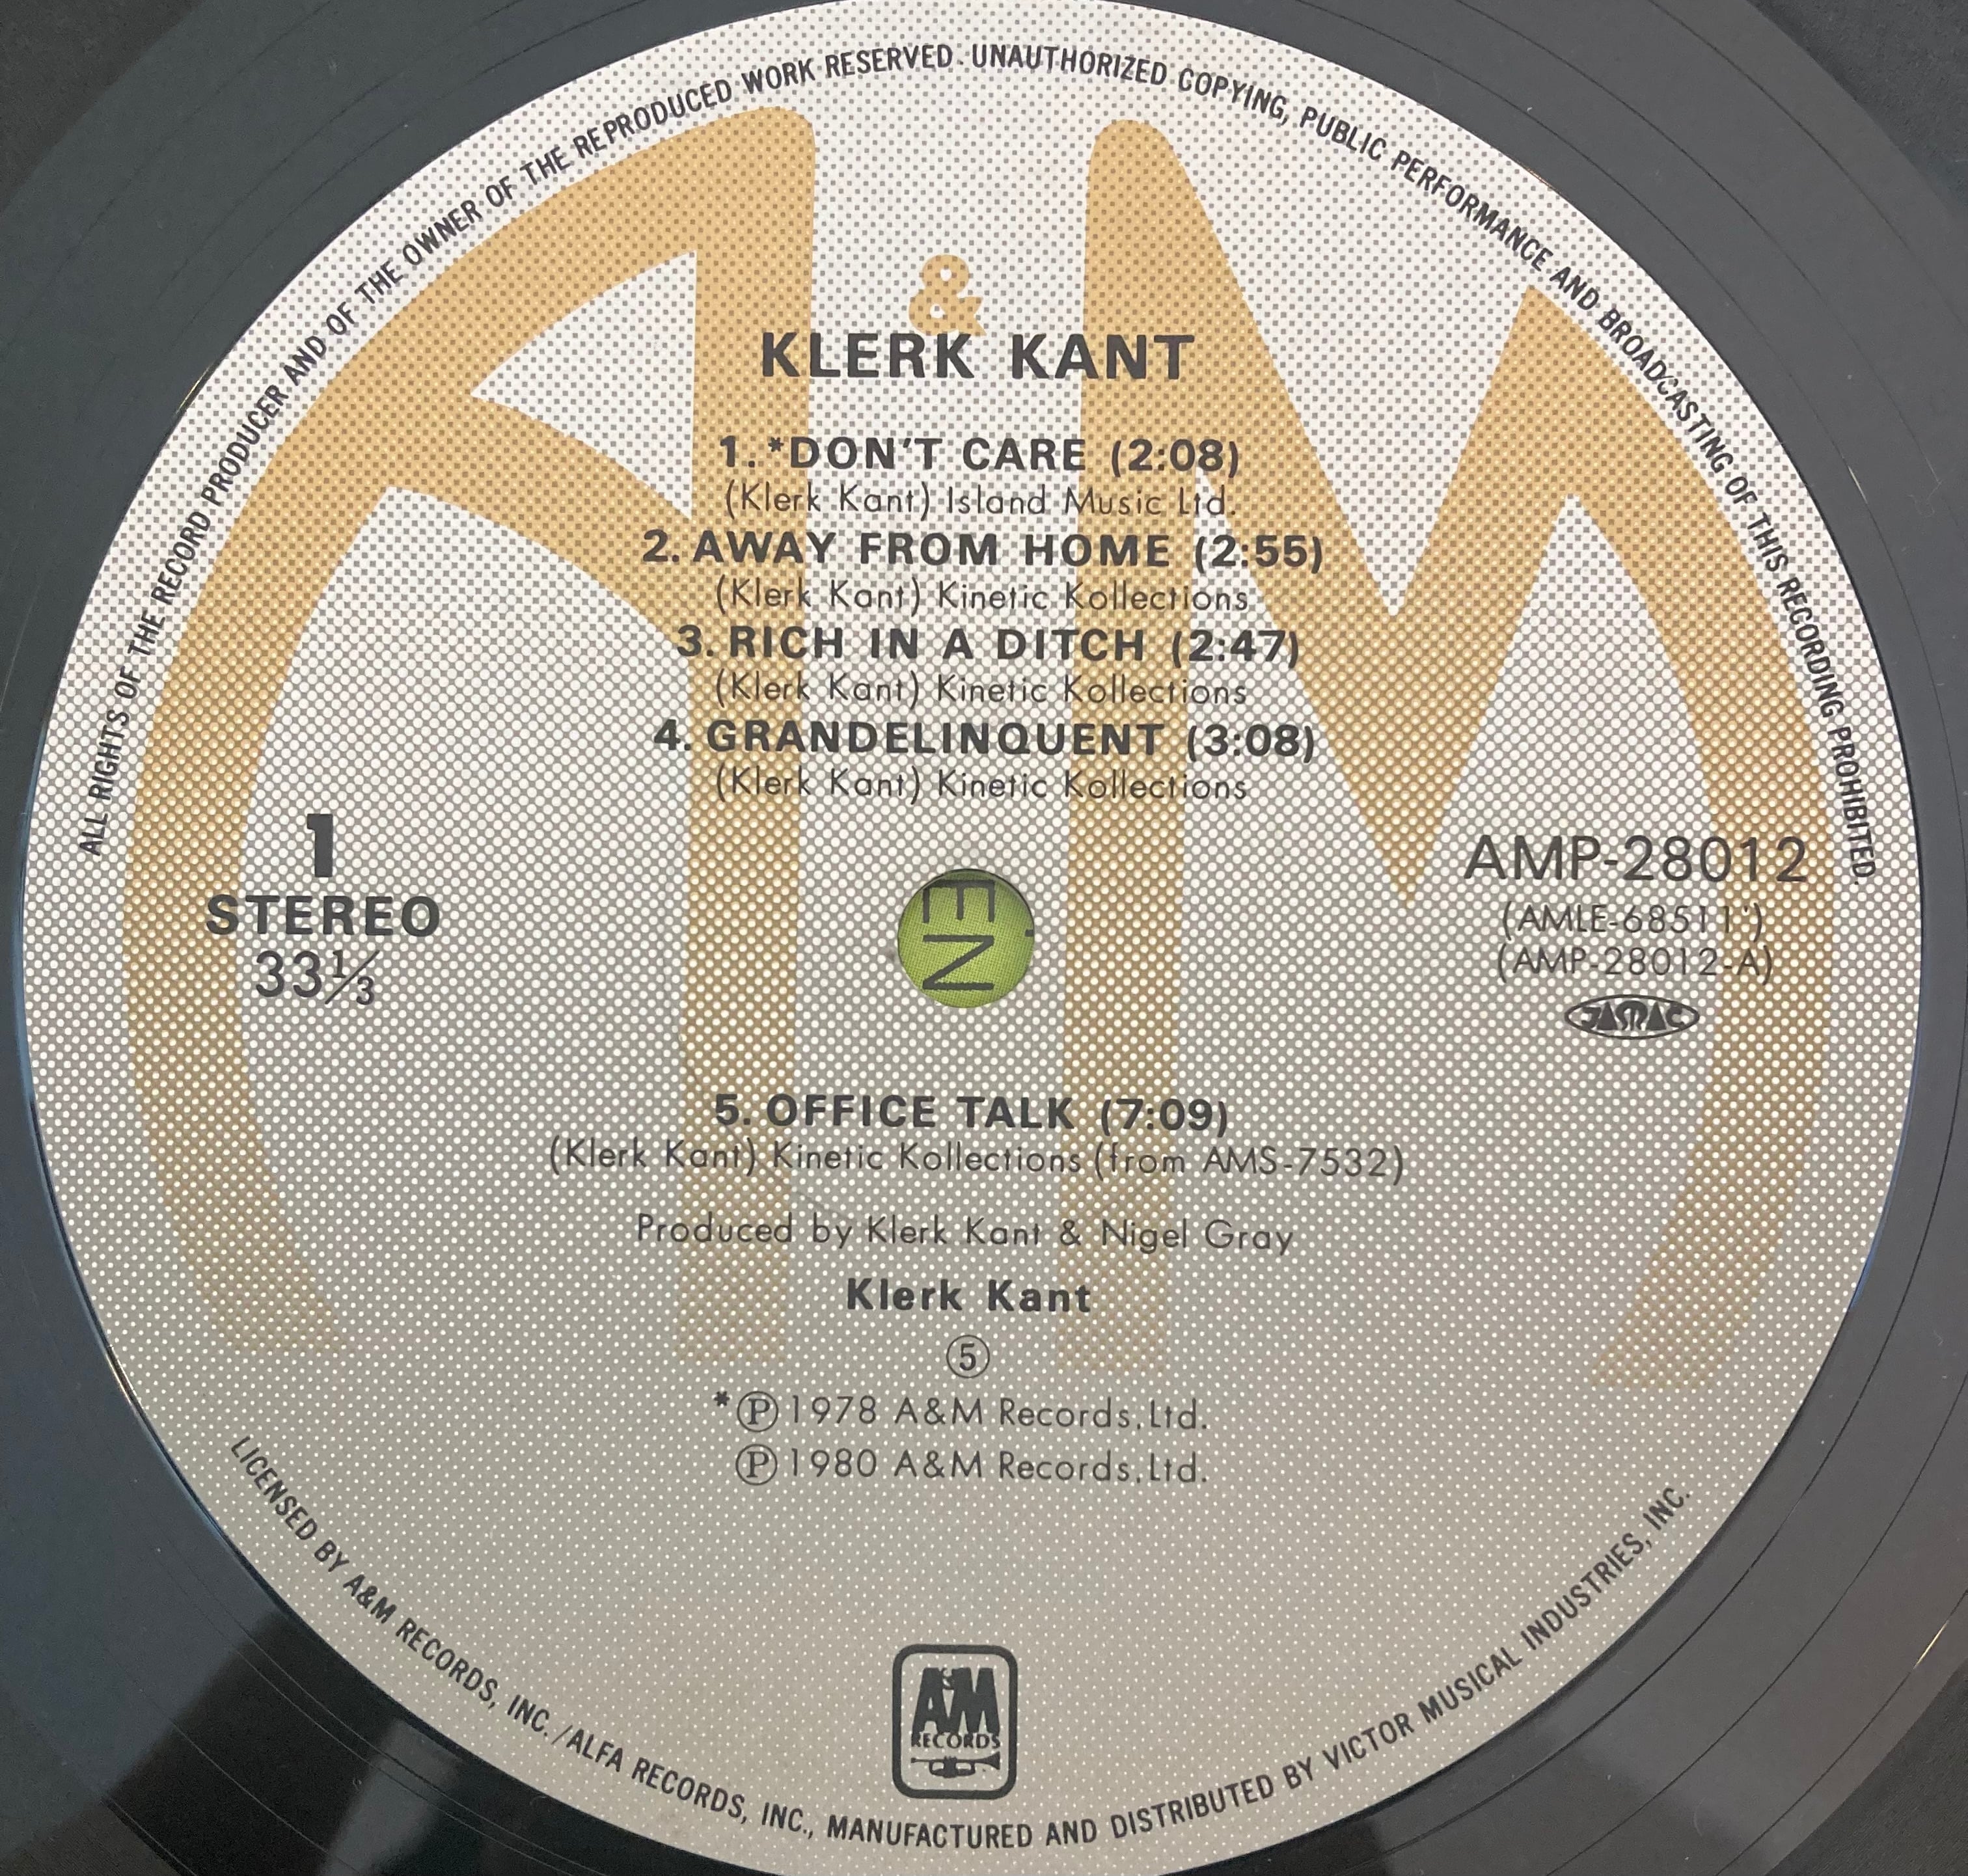 ALL RIGHTS OF THE RECORD PRODUCER AND OF THE OWNER OF THE REPRODUCED WORK RESERVED. UNAUTHORIZED COPYING, PUBLIC PERFORMANCE AND BROADCASTING OF THIS RECORDING PROHIBITED.
A & M
KLERK KANT
1. *DON'T CARE (2:08)
(Klerk Kant) Island Music Ltd.
2. AWAY FROM HOME (2:55)
(Klerk Kant) Kinetic Kollections
3. RICH IN A DITCH (2:47)
(Klerk Kant) Kinetic Kollections
4. GRANDELINQUENT (3:08)
(Klerk Kant) Kinetic Kollections
1
STEREO
33⅓
EN
AMP-28012
(AMLE-68511')
(AMP-28012-A)
JASRAC
5. OFFICE TALK (7:09)
(Klerk Kant) Kinetic Kollections (from AMS-7532)
Produced by Klerk Kant & Nigel Gray
Klerk Kant
⑤
*Ⓟ1978 A&M Records,Ltd.
Ⓟ1980 A&M Records,Ltd.
A&M
RECORDS
LICENSED BY A&M RECORDS, INC./ALFA RECORDS, INC., MANUFACTURED AND DISTRIBUTED BY VICTOR MUSICAL INDUSTRIES, INC.